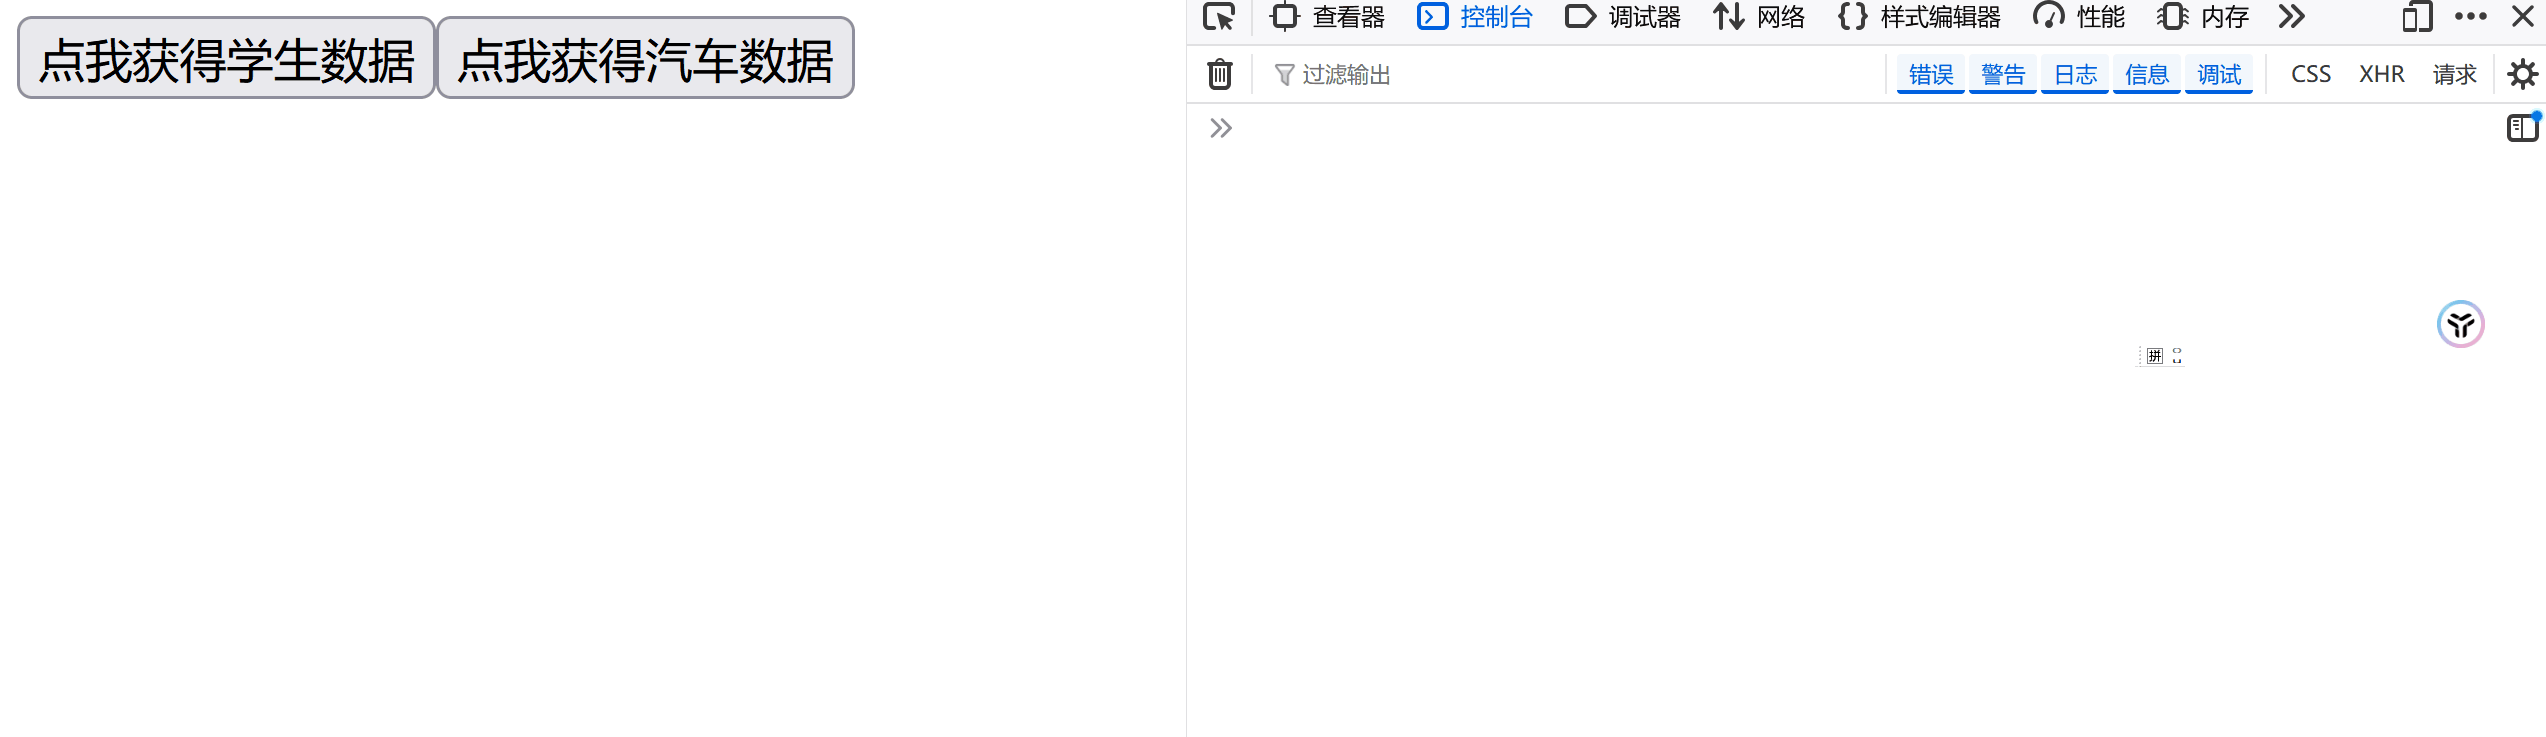 点我获得学生数据 点我获得汽车数据
查看器 控制台 调试器 网络 样式编辑器 性能 内存
过滤输出 错误 警告 日志 信息 调试 CSS XHR 请求
拼